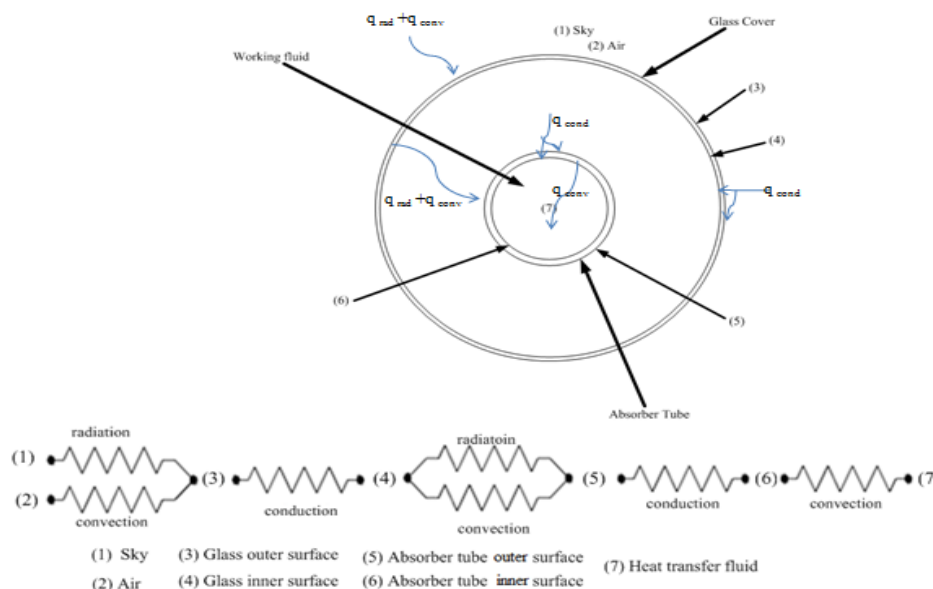 q rad +q conv
(1) Sky
Glass Cover
(2) Air
Working fluid
(3)
q cond
(4)
q conv
q rad +q conv
q cond
(7)
(6)
(5)
Absorber Tube
radiation
radiatoin
(1)
(3)
(4)
(5)
(6)
(7
(2)
conduction
conduction
convection
convection
convection
(1) Sky (3) Glass outer surface (5) Absorber tube outer surface
(7) Heat transfer fluid
(2) Air (4) Glass inner surface (6) Absorber tube inner surface